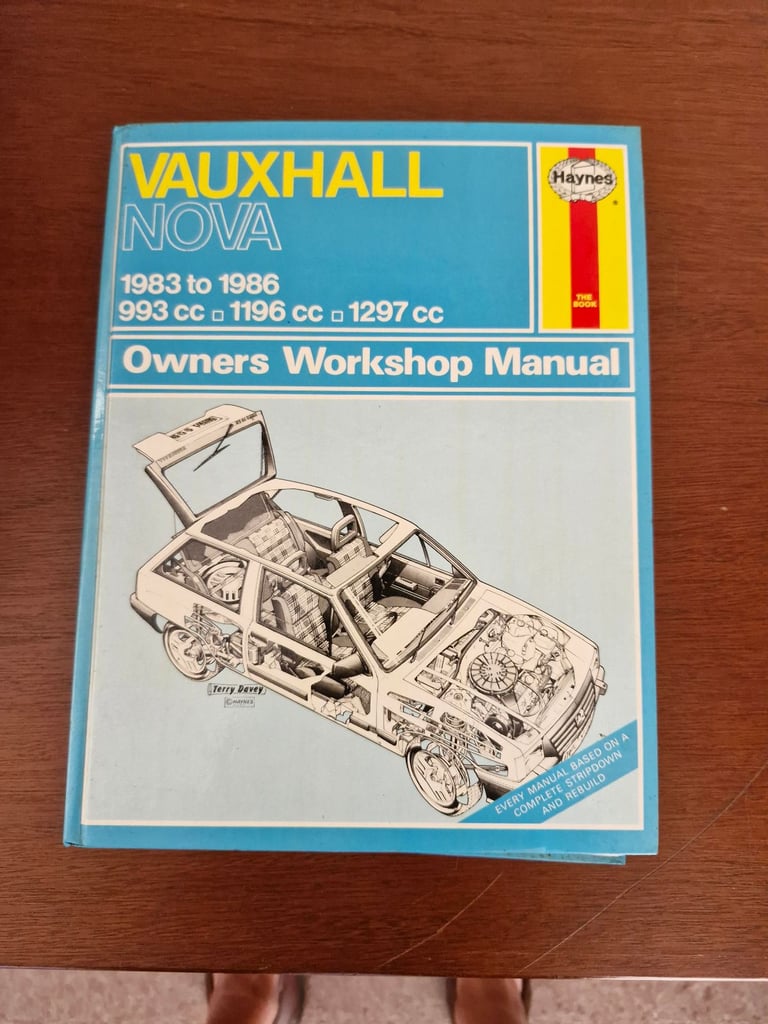 VAUXHALL
NOVA
1983 to 1986
993 cc □ 1196 cc □ 1297 cc
Haynes
®
THE
BOOK
Owners Workshop Manual
Terry Davey
© HAYNES
EVERY MANUAL BASED ON A
COMPLETE STRIPDOWN
AND REBUILD